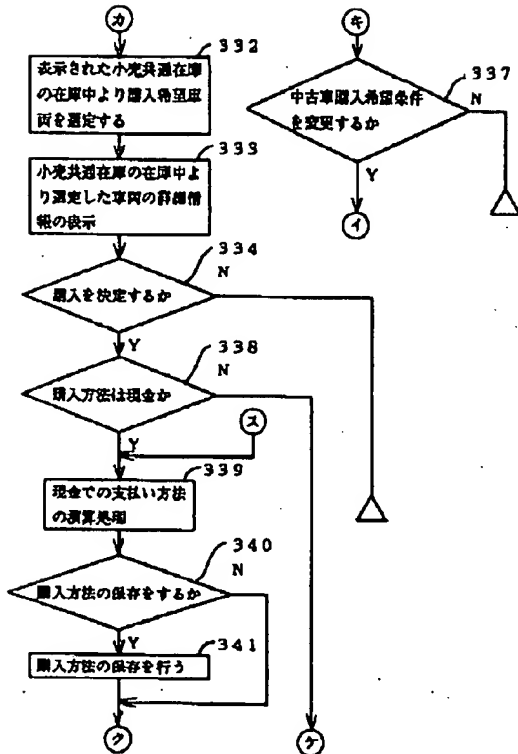 カ
332
表示された小売共通在庫
の在庫中より購入希望車
両を選定する
333
小売共通在庫の在庫中よ
り選定した車両の詳細情
報の表示
334
N
購入を決定するか
Y
338
N
購入方法は現金か
Y
ス
339
現金での支払い方法
の演算処理
340
N
購入方法の保存をするか
Y
341
購入方法の保存を行う
ク
ケ
キ
337
N
中古車購入希望条件
を変更するか
Y
イ